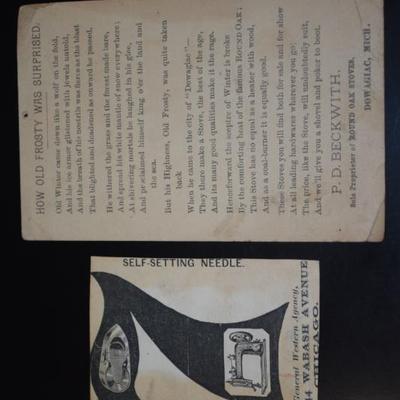 HOW OLD FROSTY WAS SURPRISED.
Old Winter came down like a wolf on the fold,
And his ice armor glistened with jewels untold,
And the breath of his nostrils was fierce as the blast
That blighted and deadened as onward he passed.
He withered the grass and the forest made bare,
And spread his white mantle of snow everywhere;
At shivering mortals he laughed in his glee,
And proclaimed himself king o'er the land and
the sea.
But his Highness, Old Frosty, was quite taken
back
When he came to the city of "Dowagiac"—
They there make a Stove, the best of the age,
And its many good qualities make it the rage.
Henceforward the sceptre of Winter is broke
By the comforting heat of the famous ROUND OAK;
This Stove has no equal as a heater with wood,
And as a coal-burner it is equally good.
These Stoves you will find both for sale and for show
At all leading hardwares wherever you go;
The price, like the Stove, will undoubtedly suit,
And we'll give you a shovel and poker to boot.
P. D. BECKWITH,
Sole Proprietor of ROUND OAK STOVES,
DOWAGIAC, MICH.
SELF-SETTING NEEDLE.
General Western Agency,
44 WABASH AVENUE
CHICAGO.